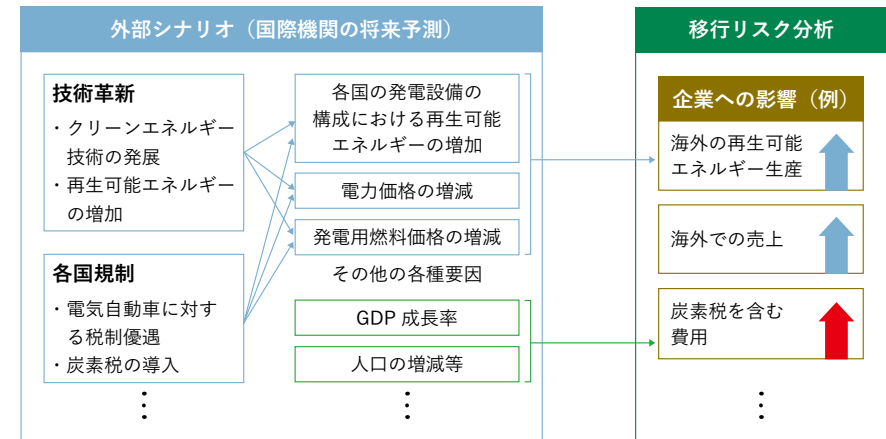 外部シナリオ（国際機関の将来予測）
技術革新
・クリーンエネルギー
技術の発展
・再生可能エネルギー
の増加
各国規制
・電気自動車に対す
る税制優遇
・炭素税の導入
⋮
各国の発電設備の
構成における再生可能
エネルギーの増加
電力価格の増減
発電用燃料価格の増減
その他の各種要因
GDP 成長率
人口の増減等
⋮
移行リスク分析
企業への影響（例）
海外の再生可能
エネルギー生産
海外での売上
炭素税を含む
費用
⋮